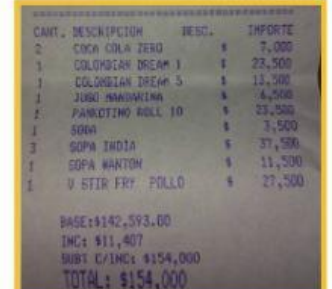 CANT. DESCRIPCION DESC. IMPORTE
2 COCA COLA ZERO $ 7,000
1 COLOMBIAN DREAM 1 $ 23,500
1 COLOMBIAN DREAM 5 $ 13,500
1 JUGO MANDARINA $ 6,500
1 PANKOTINO ROLL 10 $ 23,500
1 SODA $ 3,500
3 SOPA INDIA $ 37,500
1 SOPA WANTON $ 11,500
1 V STIR FRY POLLO $ 27,500
BASE:$142,593.00
INC: $11,407
SUBT C/INC: $154,000
TOTAL: $154,000